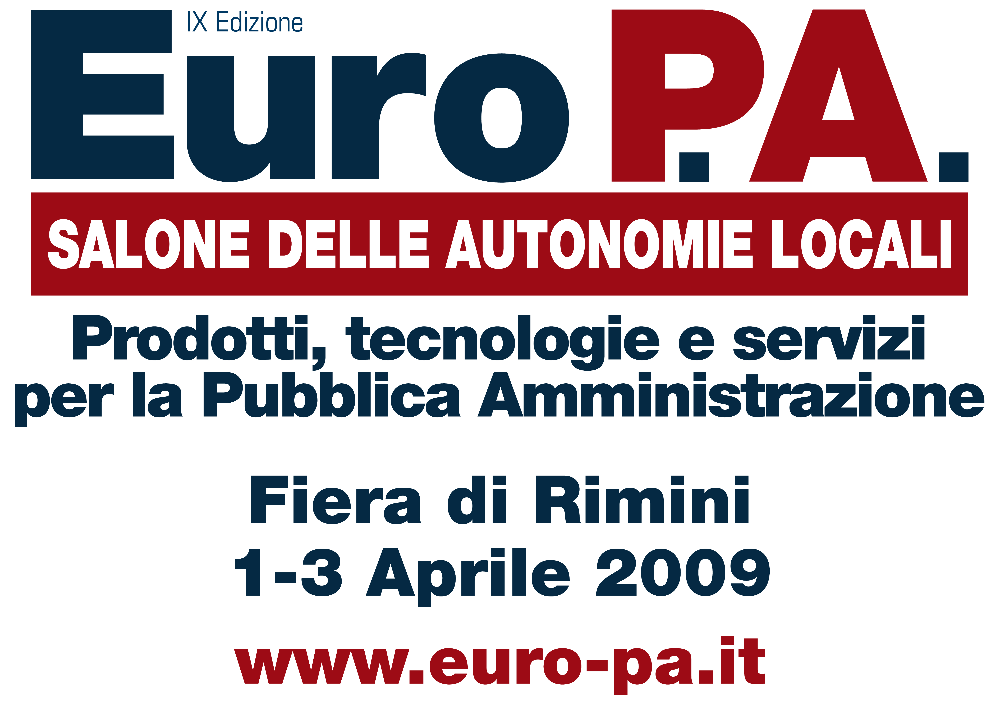 IX Edizione
Euro P.A.
SALONE DELLE AUTONOMIE LOCALI
Prodotti, tecnologie e servizi
per la Pubblica Amministrazione
Fiera di Rimini
1-3 Aprile 2009
www.euro-pa.it